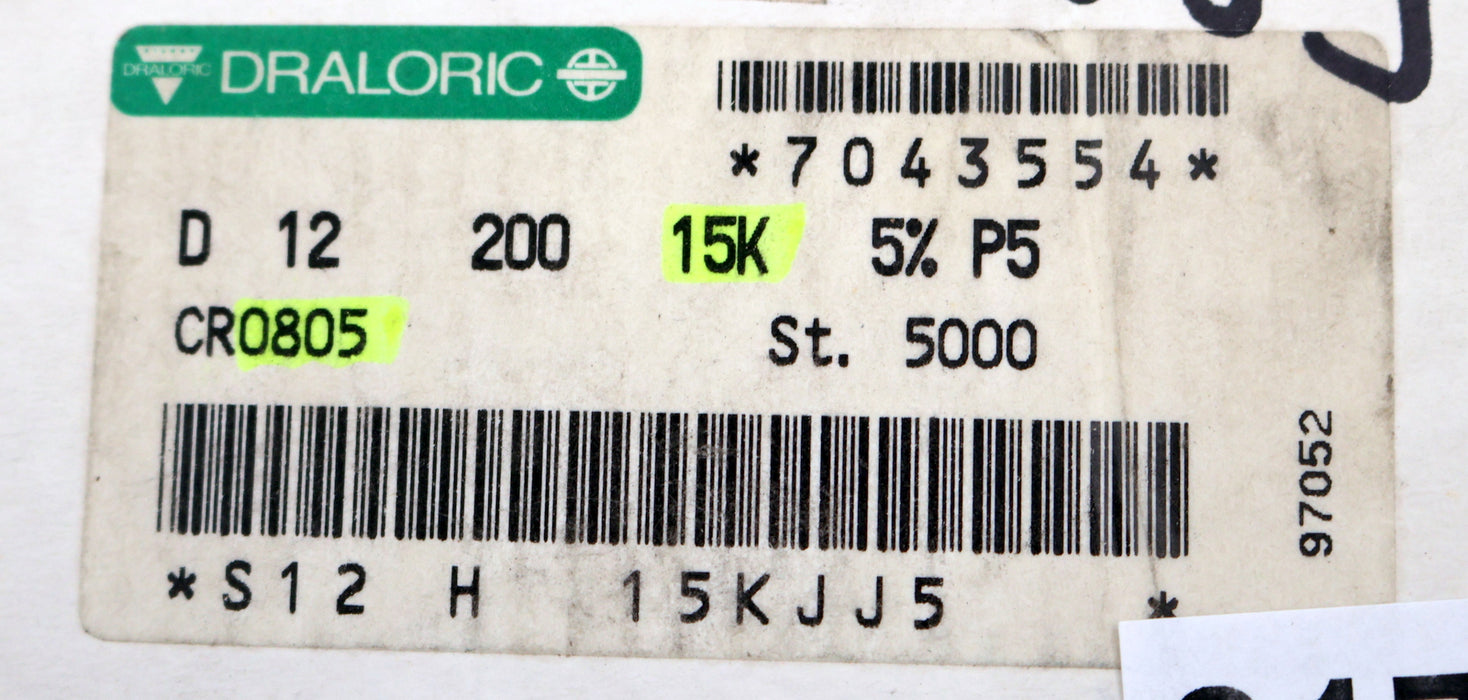 DRALORIC DRALORIC
*7043554*
D 12 200 15K 5% P5
CR0805 St. 5000
97052
*S12 H 15KJJ5 *